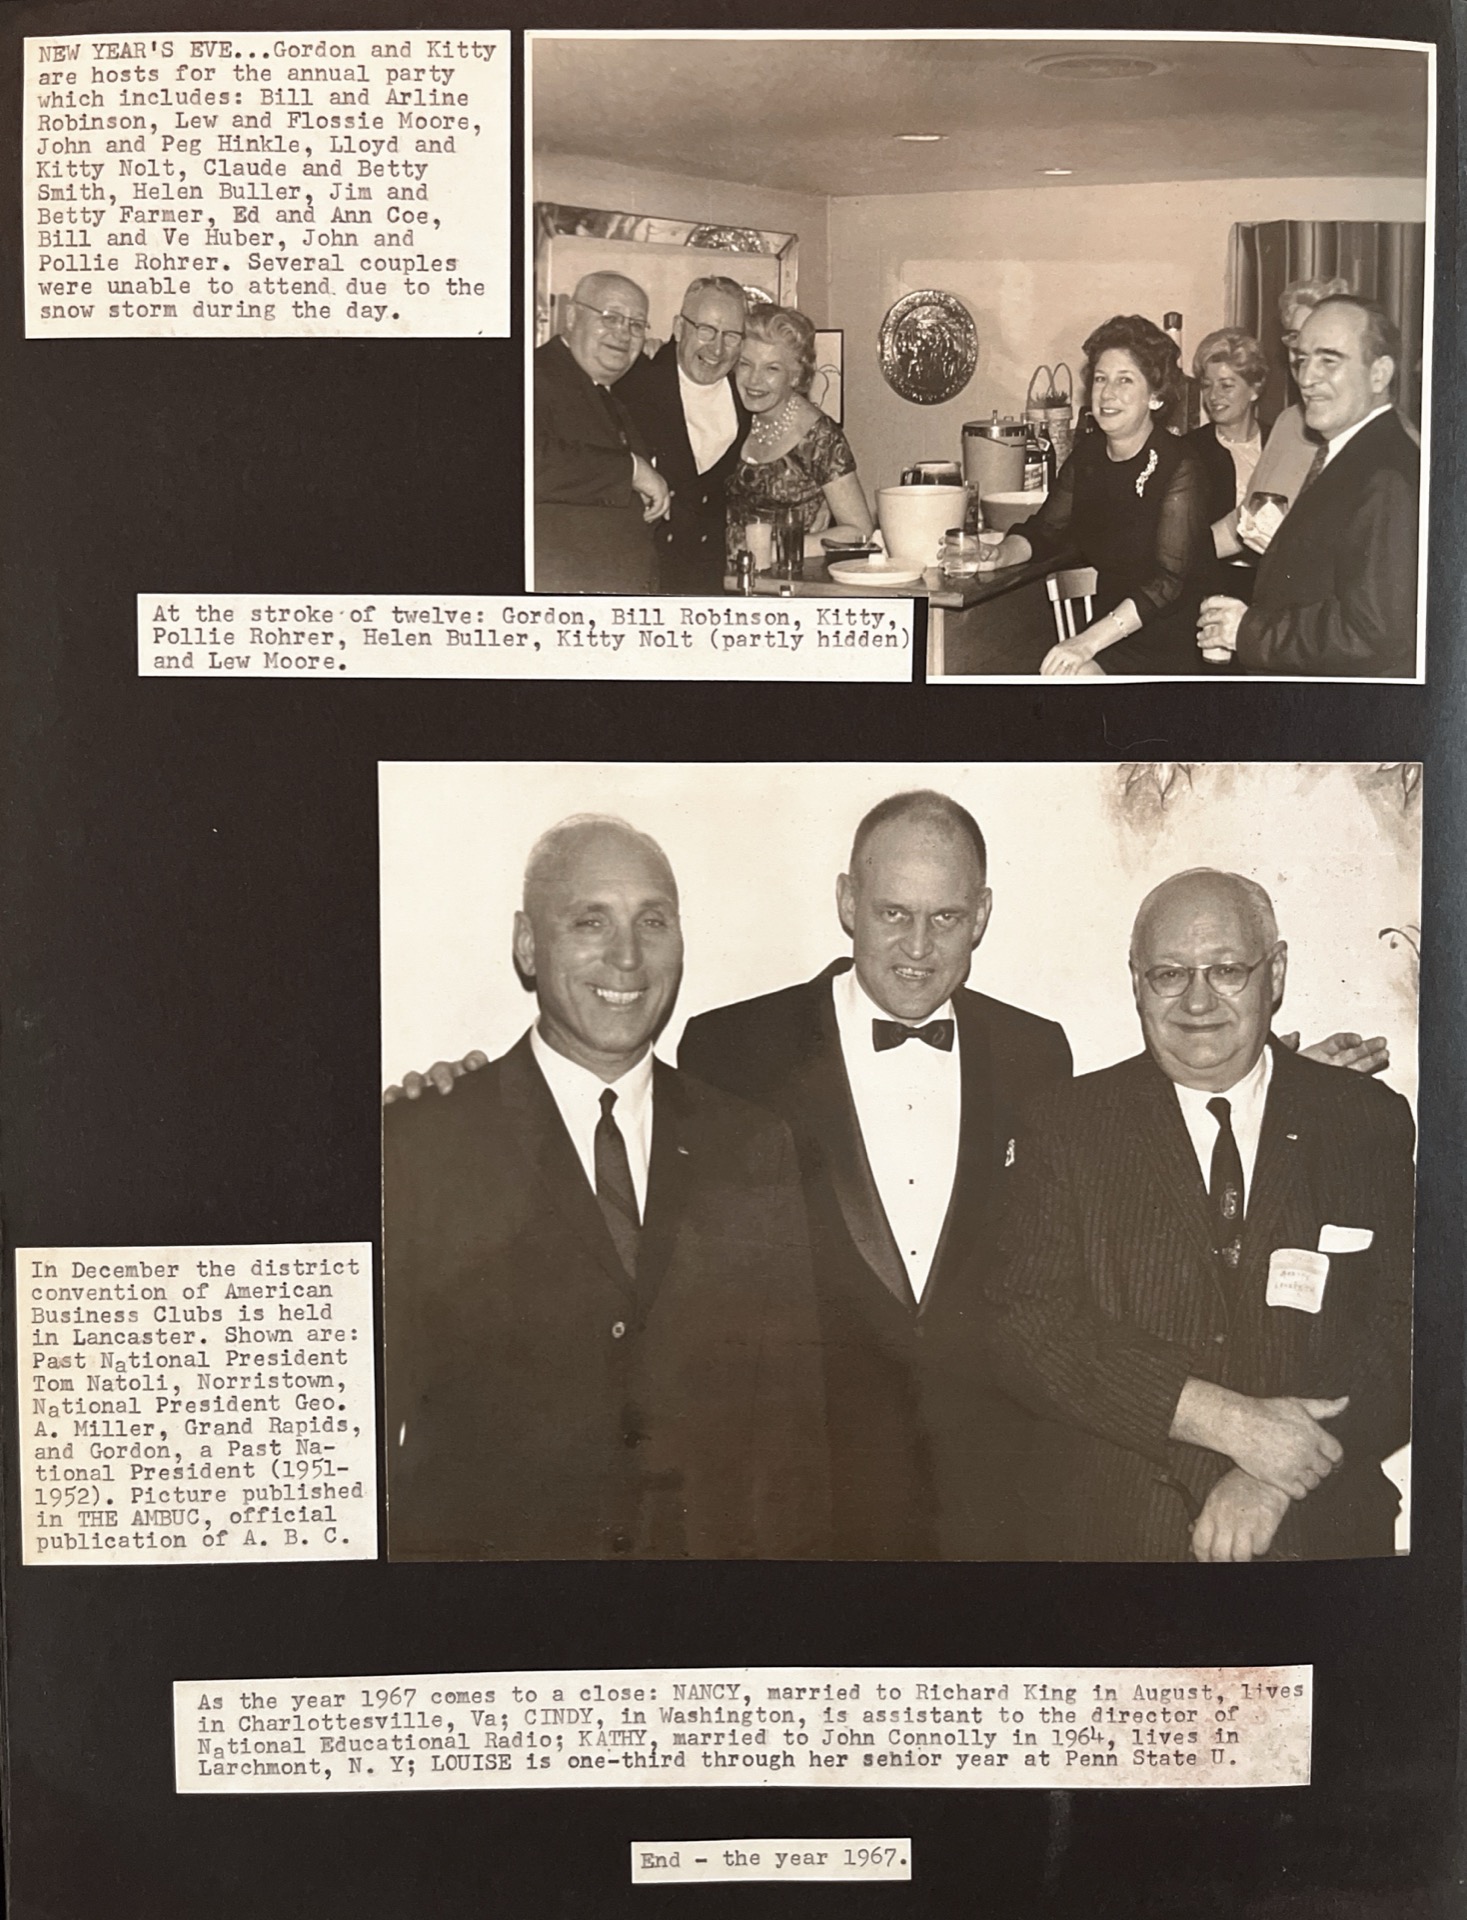 NEW YEAR'S EVE...Gordon and Kitty
are hosts for the annual party
which includes: Bill and Arline
Robinson, Lew and Flossie Moore,
John and Peg Hinkle, Lloyd and
Kitty Nolt, Claude and Betty
Smith, Helen Buller, Jim and
Betty Farmer, Ed and Ann Coe,
Bill and Ve Huber, John and
Pollie Rohrer. Several couples
were unable to attend due to the
snow storm during the day.
At the stroke of twelve: Gordon, Bill Robinson, Kitty,
Pollie Rohrer, Helen Buller, Kitty Nolt (partly hidden)
and Lew Moore.
In December the district
convention of American
Business Clubs is held
in Lancaster. Shown are:
Past National President
Tom Natoli, Norristown,
National President Geo.
A. Miller, Grand Rapids,
and Gordon, a Past Na-
tional President (1951-
1952). Picture published
in THE AMBUC, official
publication of A. B. C.
As the year 1967 comes to a close: NANCY, married to Richard King in August, lives
in Charlottesville, Va; CINDY, in Washington, is assistant to the director of
National Educational Radio; KATHY, married to John Connolly in 1964, lives in
Larchmont, N. Y; LOUISE is one-third through her senior year at Penn State U.
End - the year 1967.